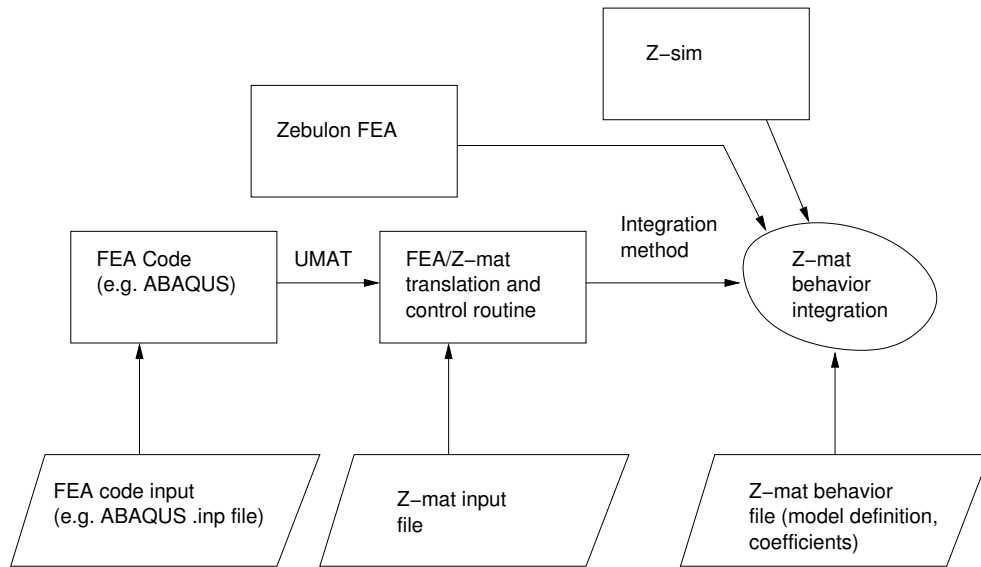 Z−sim
Zebulon FEA
FEA Code
(e.g. ABAQUS)
UMAT
FEA/Z−mat
translation and
control routine
Integration
method
Z−mat
behavior
integration
FEA code input
(e.g. ABAQUS .inp file)
Z−mat input
file
Z−mat behavior
file (model definition,
coefficients)